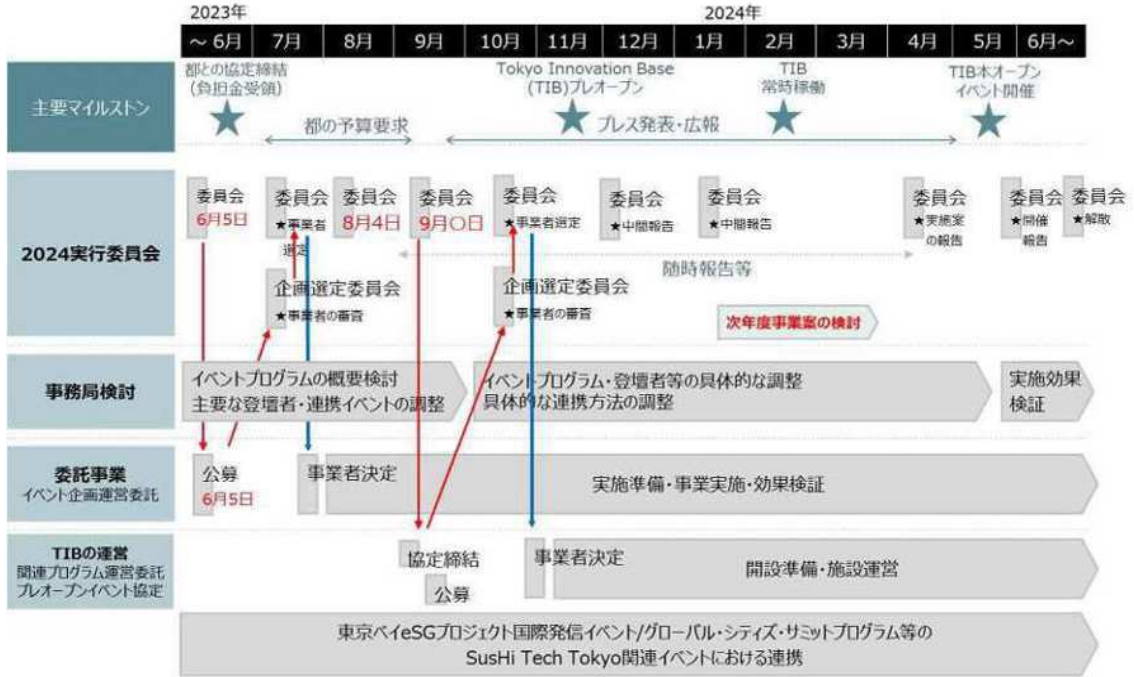 2023年
2024年
～ 6月 7月 8月 9月 10月 11月 12月 1月 2月 3月 4月 5月 6月～
主要マイルストン
都との協定締結
(負担金受領)
Tokyo Innovation Base
(TIB)プレオープン
TIB
常時稼働
TIB本オープン
イベント開催
都の予算要求
プレス発表・広報
2024実行委員会
委員会
6月5日
委員会
★事業者
選定
委員会
8月4日
委員会
9月〇日
委員会
★事業者選定
委員会
★中間報告
委員会
★中間報告
委員会
★実施案
の報告
委員会
★開催
報告
委員会
★解散
随時報告等
企画選定委員会
★事業者の審査
企画選定委員会
★事業者の審査
次年度事業案の検討
事務局検討
イベントプログラムの概要検討
主要な登壇者・連携イベントの調整
イベントプログラム・登壇者等の具体的な調整
具体的な連携方法の調整
実施効果
検証
委託事業
イベント企画運営委託
公募
6月5日
事業者決定
実施準備・事業実施・効果検証
TIBの運営
関連プログラム運営委託
プレオープンイベント協定
協定締結
公募
事業者決定
開設準備・施設運営
東京ベイeSGプロジェクト国際発信イベント/グローバル・シティズ・サミットプログラム等の
SusHi Tech Tokyo関連イベントにおける連携